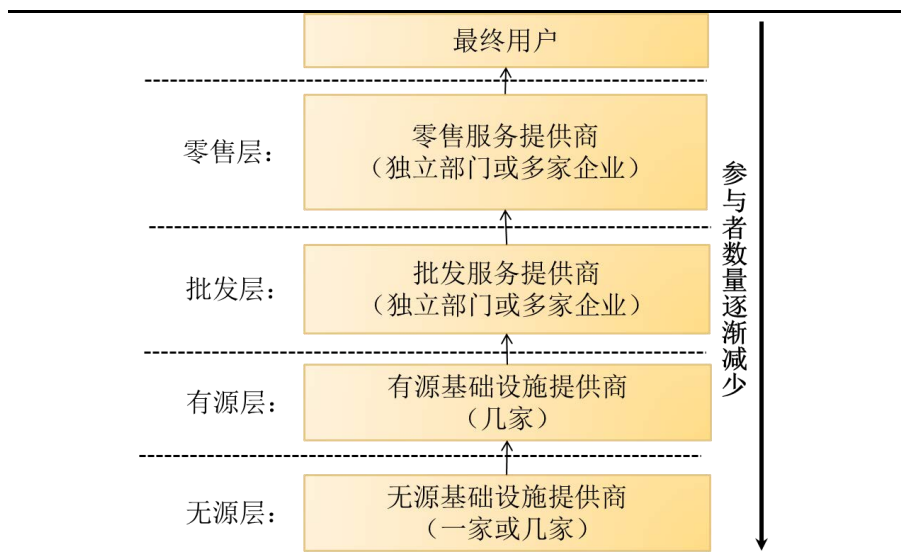 最终用户
零售层：
零售服务提供商
（独立部门或多家企业）
批发层：
批发服务提供商
（独立部门或多家企业）
有源层：
有源基础设施提供商
（几家）
无源层：
无源基础设施提供商
（一家或几家）
参与者数量逐渐减少